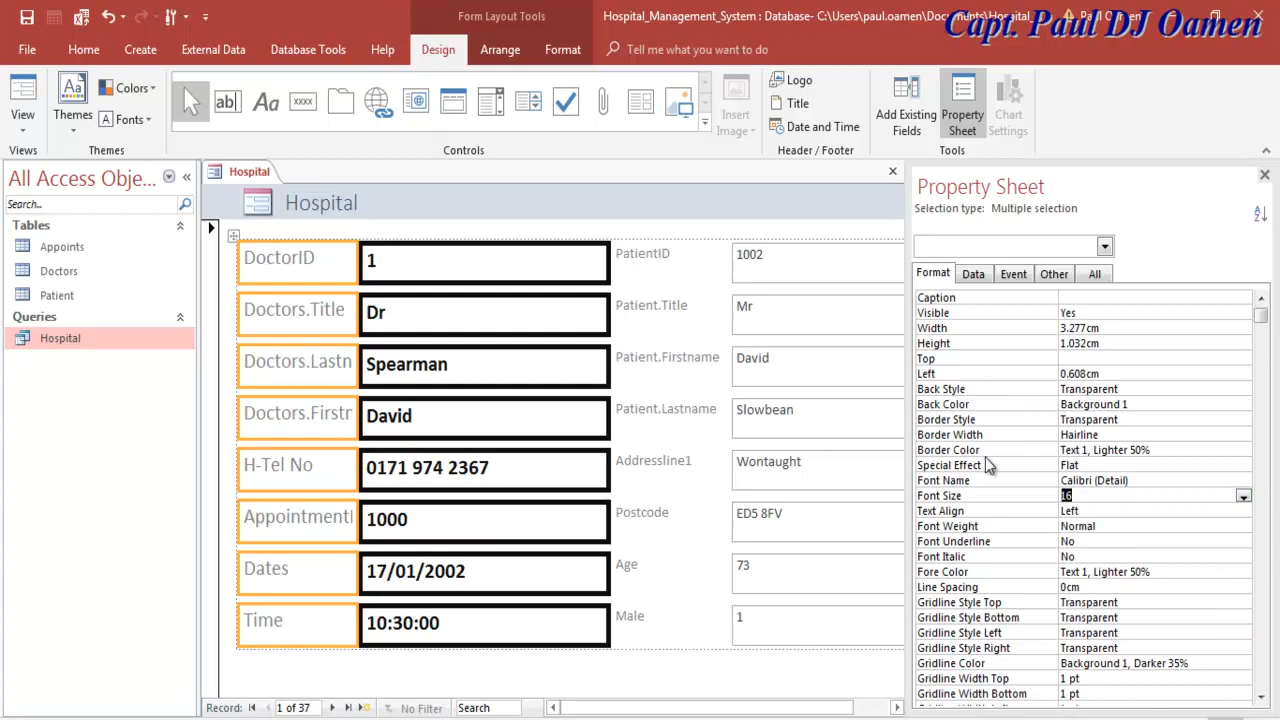 Form Layout Tools
Hospital_Management_System : Database- C:\Users\paul.oamen\Documents\Hospital_
Paul Oamen
Capt. Paul DJ Oamen
File Home Create External Data Database Tools Help Design Arrange Format Tell me what you want to do
View
Views
Aa
Themes
Colors
A Fonts
Themes
ab
Aa
xxxx
Controls
Insert
Image
Logo
Title
Date and Time
Header / Footer
Add Existing
Fields
Property
Sheet
Chart
Settings
Tools
All Access Obje...
Search...
Tables
Appoints
Doctors
Patient
Queries
Hospital
Hospital
Hospital
DoctorID 1 PatientID 1002
Doctors.Title Dr Patient.Title Mr
Doctors.Lastn Spearman Patient.Firstname David
Doctors.Firstr David Patient.Lastname Slowbean
H-Tel No 0171 974 2367 Addressline1 Wontaught
AppointmentI 1000 Postcode ED5 8FV
Dates 17/01/2002 Age 73
Time 10:30:00 Male 1
Record: 1 of 37 No Filter Search
Property Sheet
Selection type: Multiple selection
Format Data Event Other All
Caption
Visible Yes
Width 3.277cm
Height 1.032cm
Top
Left 0.608cm
Back Style Transparent
Back Color Background 1
Border Style Transparent
Border Width Hairline
Border Color Text 1, Lighter 50%
Special Effect Flat
Font Name Calibri (Detail)
Font Size 16
Text Align Left
Font Weight Normal
Font Underline No
Font Italic No
Fore Color Text 1, Lighter 50%
Line Spacing 0cm
Gridline Style Top Transparent
Gridline Style Bottom Transparent
Gridline Style Left Transparent
Gridline Style Right Transparent
Gridline Color Background 1, Darker 35%
Gridline Width Top 1 pt
Gridline Width Bottom 1 pt